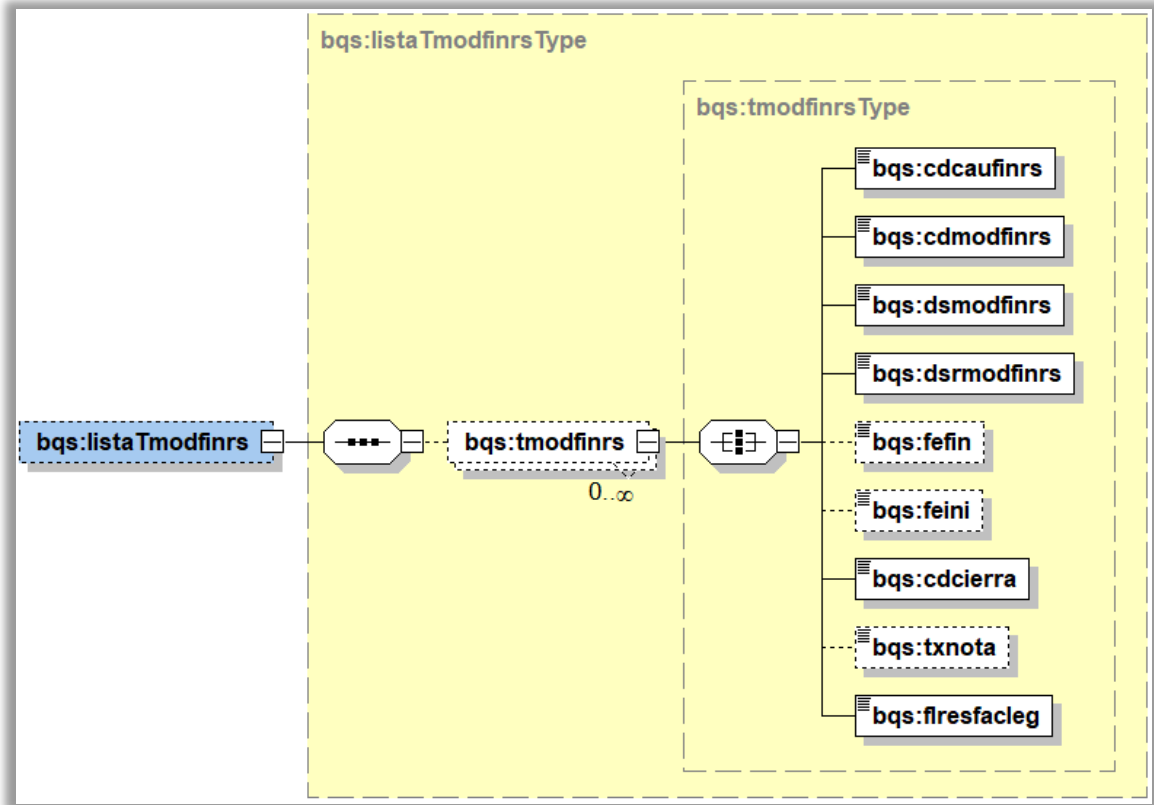 bqs:listaTmodfinrsType
bqs:tmodfinrsType
bqs:cdcaufinrs
bqs:cdmodfinrs
bqs:dsmodfinrs
bqs:dsrmodfinrs
bqs:listaTmodfinrs
bqs:tmodfinrs
0..∞
bqs:fefin
bqs:feini
bqs:cdcierra
bqs:txnota
bqs:flresfacleg